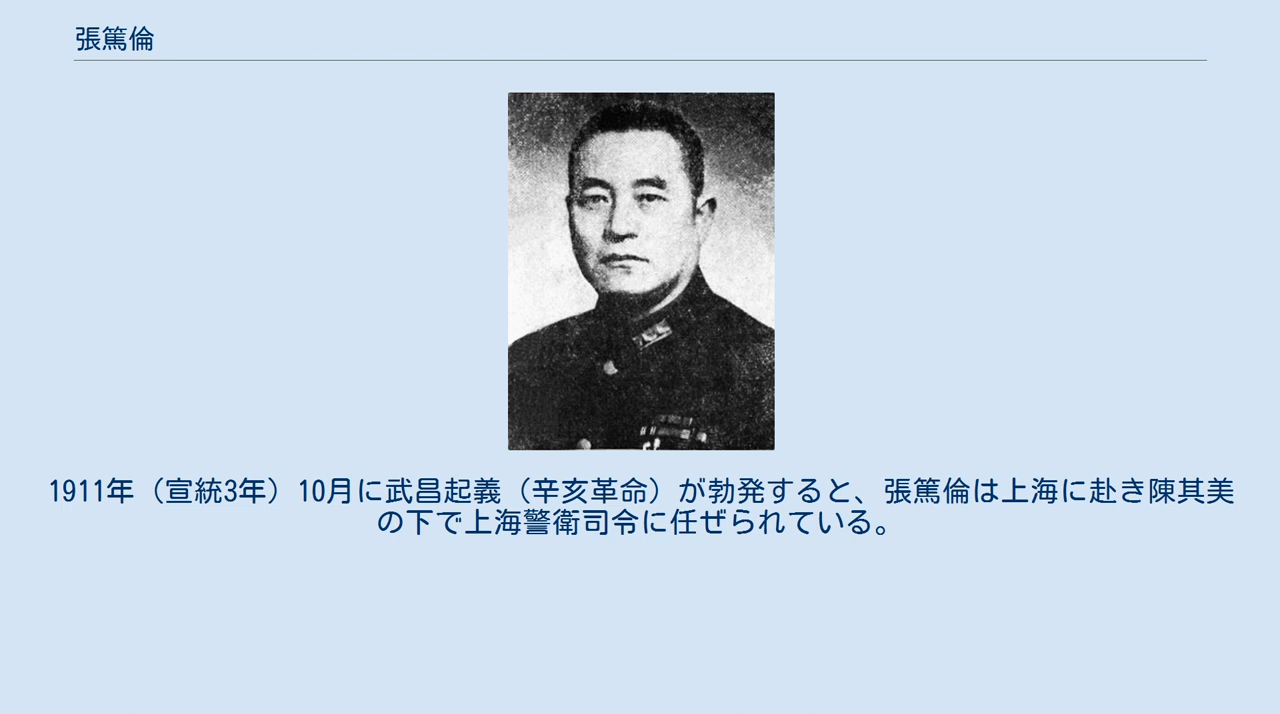 張篤倫
1911年（宣統3年）10月に武昌起義（辛亥革命）が勃発すると、張篤倫は上海に赴き陳其美
の下で上海警衛司令に任ぜられている。